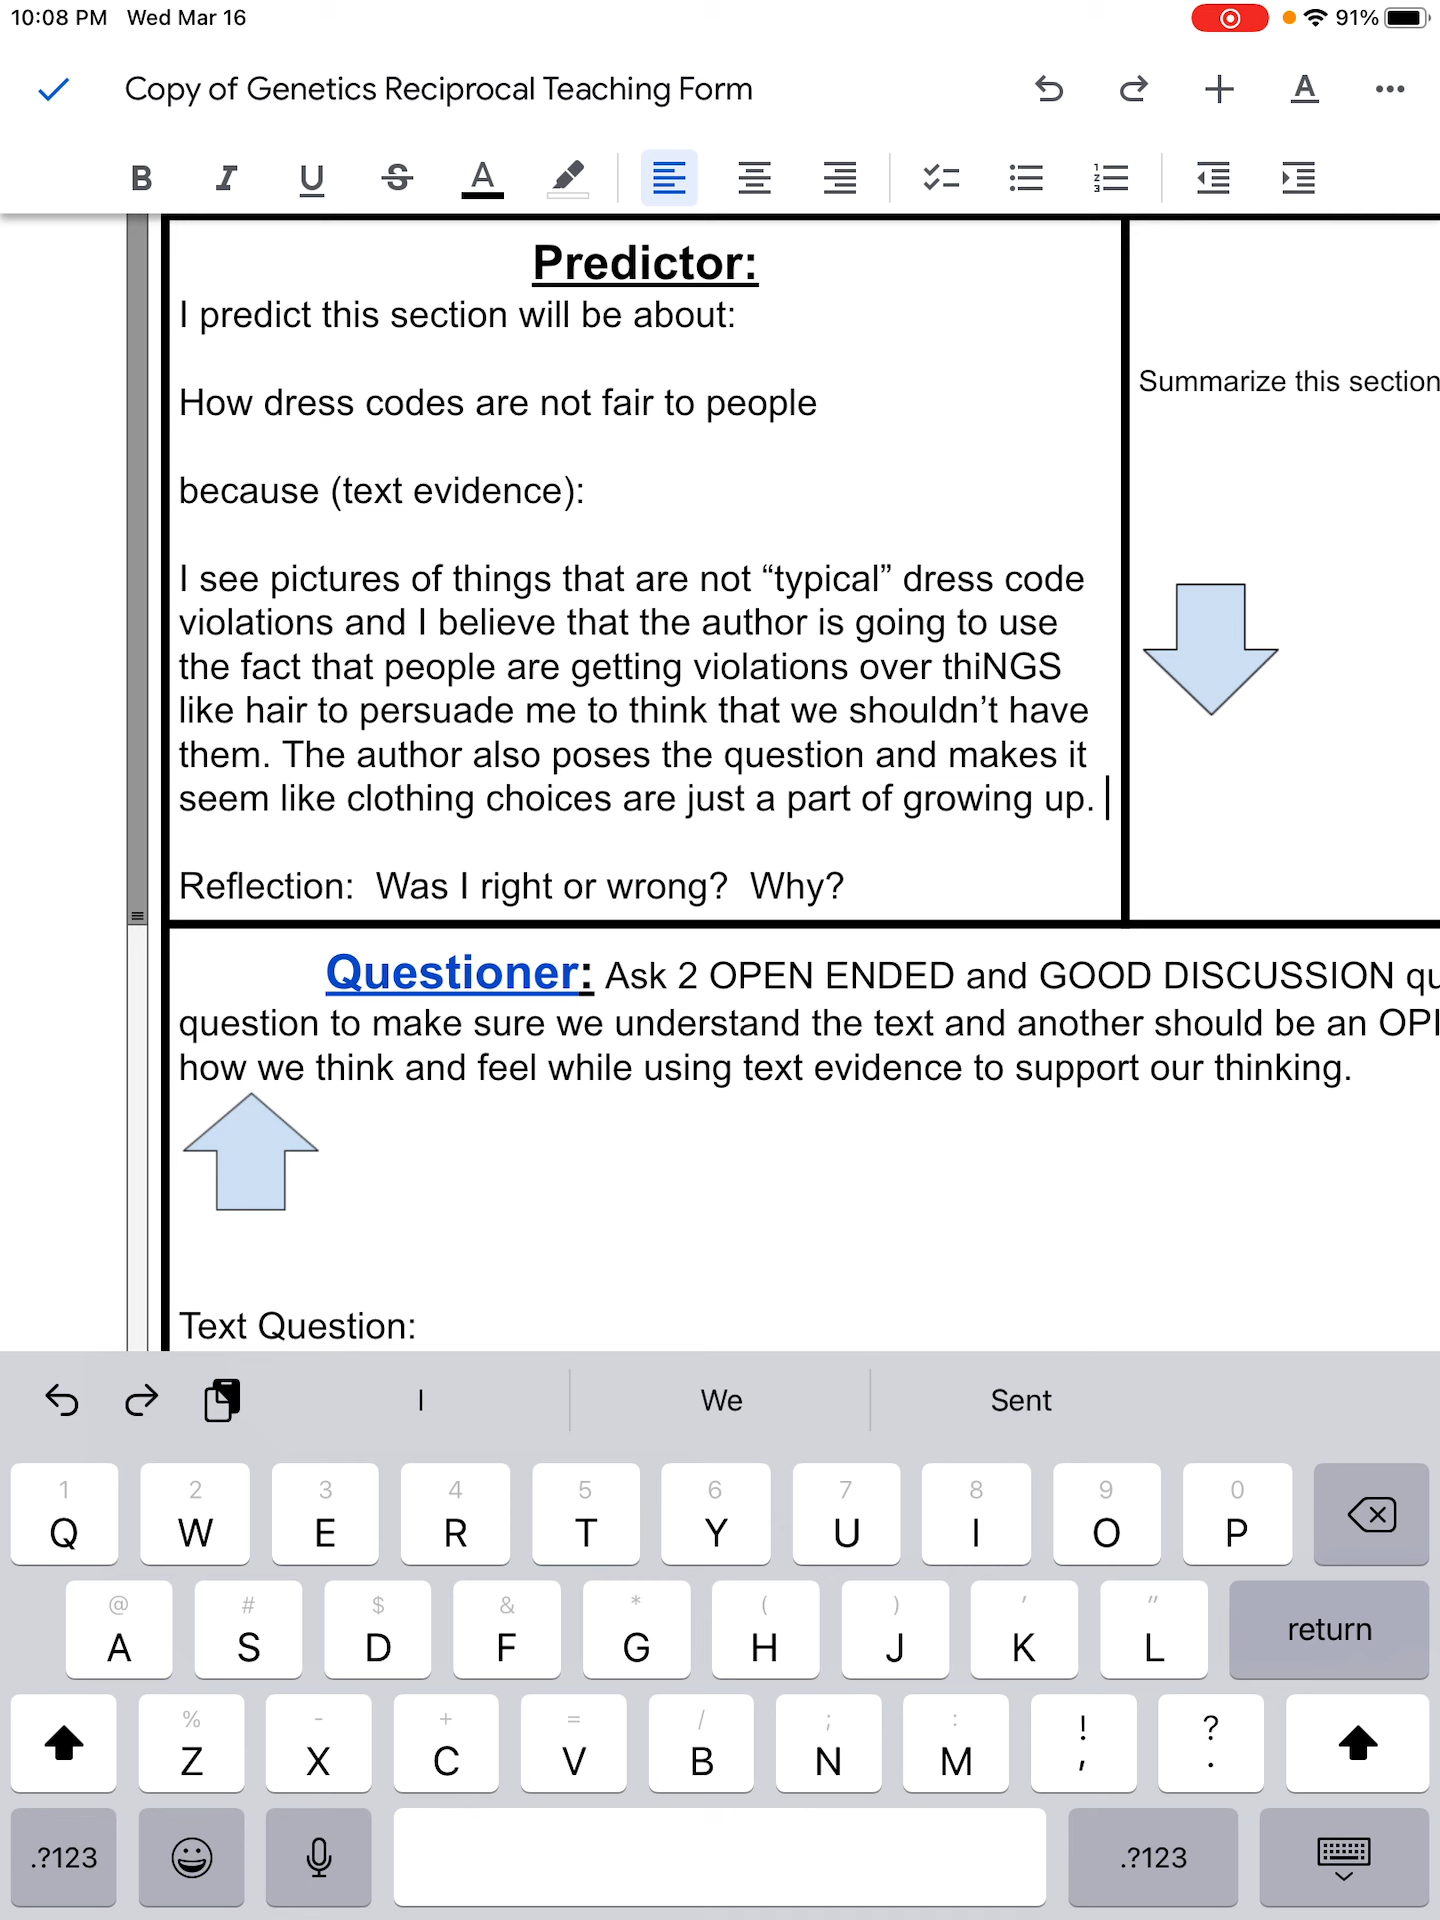 10:08 PM Wed Mar 16
91%
Copy of Genetics Reciprocal Teaching Form
A
B I U S A
1
2
3
Predictor:
I predict this section will be about:
How dress codes are not fair to people
because (text evidence):
I see pictures of things that are not “typical” dress code
violations and I believe that the author is going to use
the fact that people are getting violations over thiNGS
like hair to persuade me to think that we shouldn’t have
them. The author also poses the question and makes it
seem like clothing choices are just a part of growing up.
Reflection: Was I right or wrong? Why?
Summarize this section
Questioner: Ask 2 OPEN ENDED and GOOD DISCUSSION qu
question to make sure we understand the text and another should be an OPI
how we think and feel while using text evidence to support our thinking.
Text Question:
I We Sent
1 2 3 4 5 6 7 8 9 0
Q W E R T Y U I O P
@ # $ & * ( ) ' "
A S D F G H J K L return
% - + = / ; : ! ?
Z X C V B N M , .
.?123 .?123